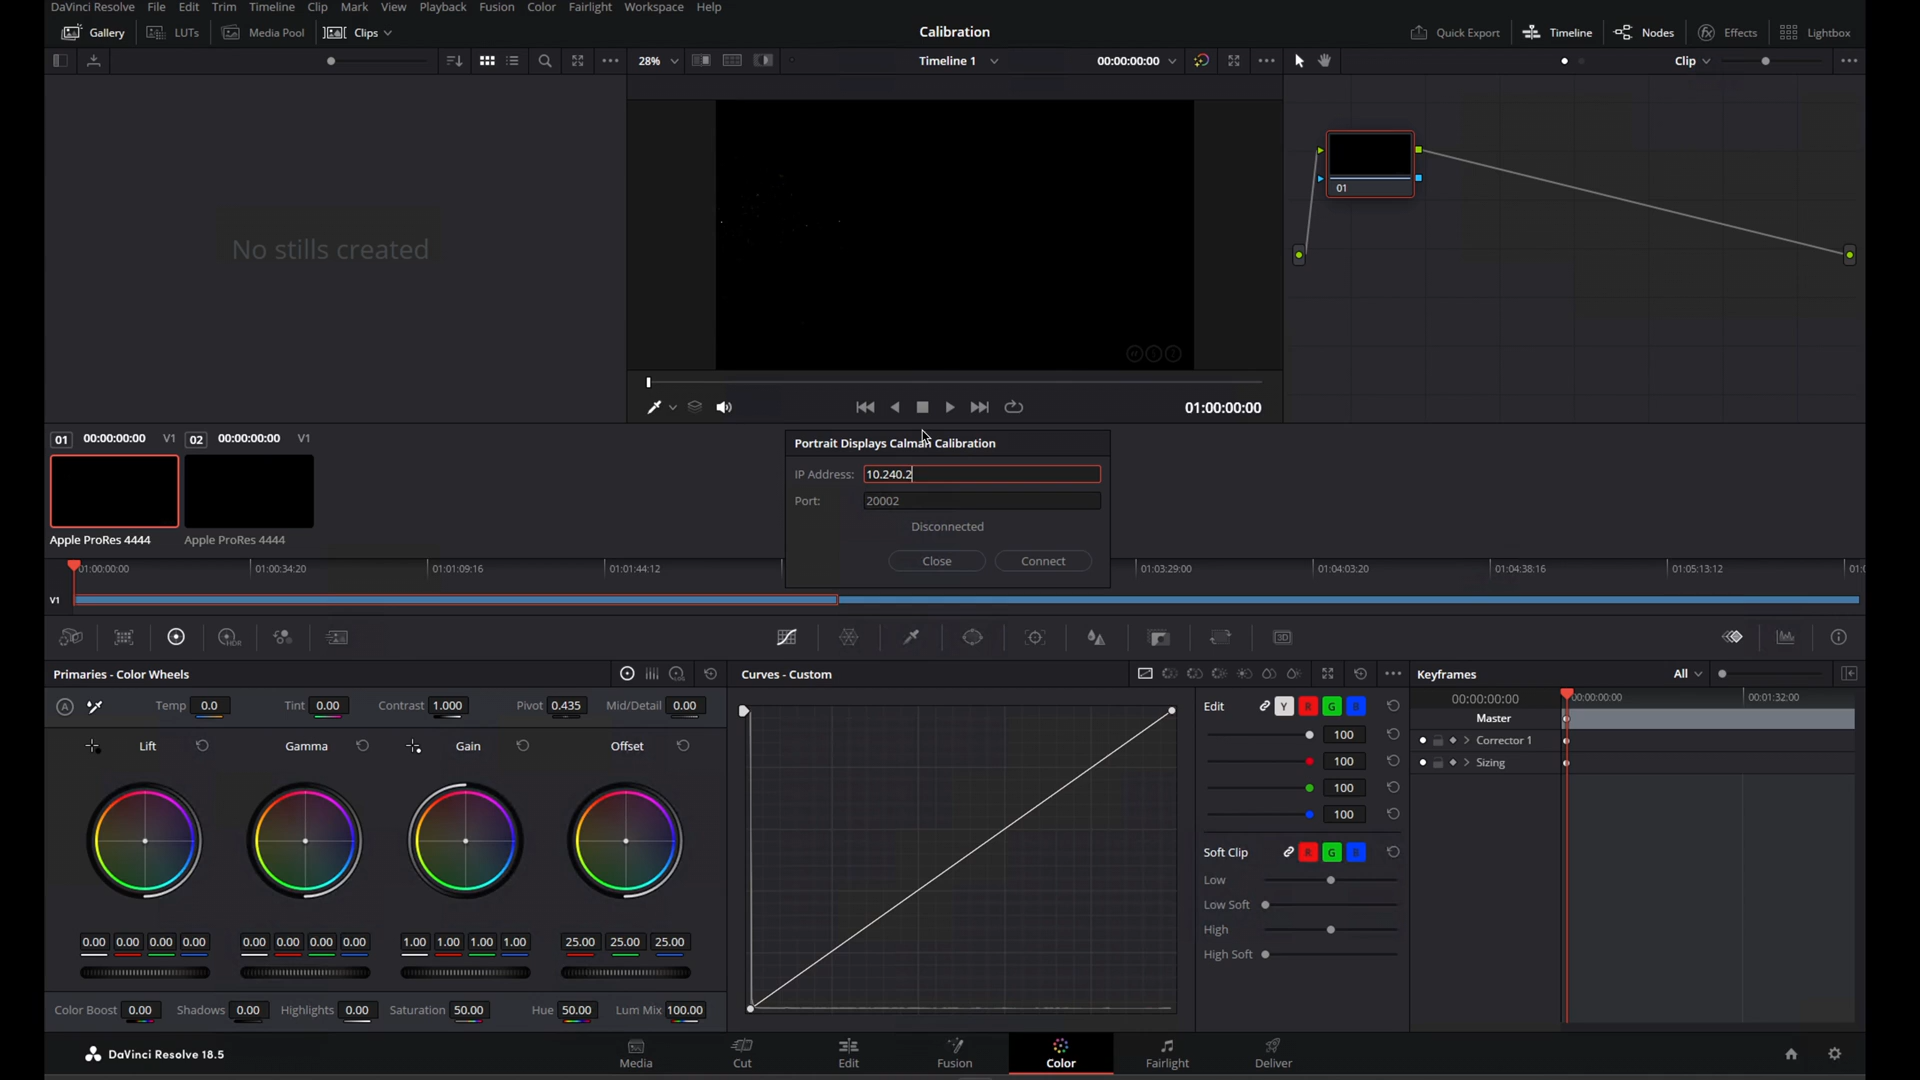 DaVinci Resolve File Edit Trim Timeline Clip Mark View Playback Fusion Color Fairlight Workspace Help
Gallery LUTs Media Pool Clips Calibration Quick Export Timeline Nodes Effects Lightbox
28% Timeline 1 00:00:00:00 Clip
No stills created
01
01:00:00:00
01 00:00:00:00 V1 02 00:00:00:00 V1
Apple ProRes 4444 Apple ProRes 4444
Portrait Displays Calman Calibration
IP Address: 10.240.2
Port: 20002
Disconnected
Close Connect
01:00:00:00 01:00:34:20 01:01:09:16 01:01:44:12 01:03:29:00 01:04:03:20 01:04:38:16 01:05:13:12
V1
HDR 3D
Primaries - Color Wheels
Temp 0.0 Tint 0.00 Contrast 1.000 Pivot 0.435 Mid/Detail 0.00
Lift Gamma Gain Offset
0.00 0.00 0.00 0.00 0.00 0.00 0.00 0.00 1.00 1.00 1.00 1.00 25.00 25.00 25.00
Color Boost 0.00 Shadows 0.00 Highlights 0.00 Saturation 50.00 Hue 50.00 Lum Mix 100.00
Curves - Custom
Edit Y R G B
100
100
100
100
Soft Clip R G B
Low
Low Soft
High
High Soft
Keyframes All
00:00:00:00 00:00:00:00 00:01:32:00
Master
Corrector 1
Sizing
DaVinci Resolve 18.5 Media Cut Edit Fusion Color Fairlight Deliver